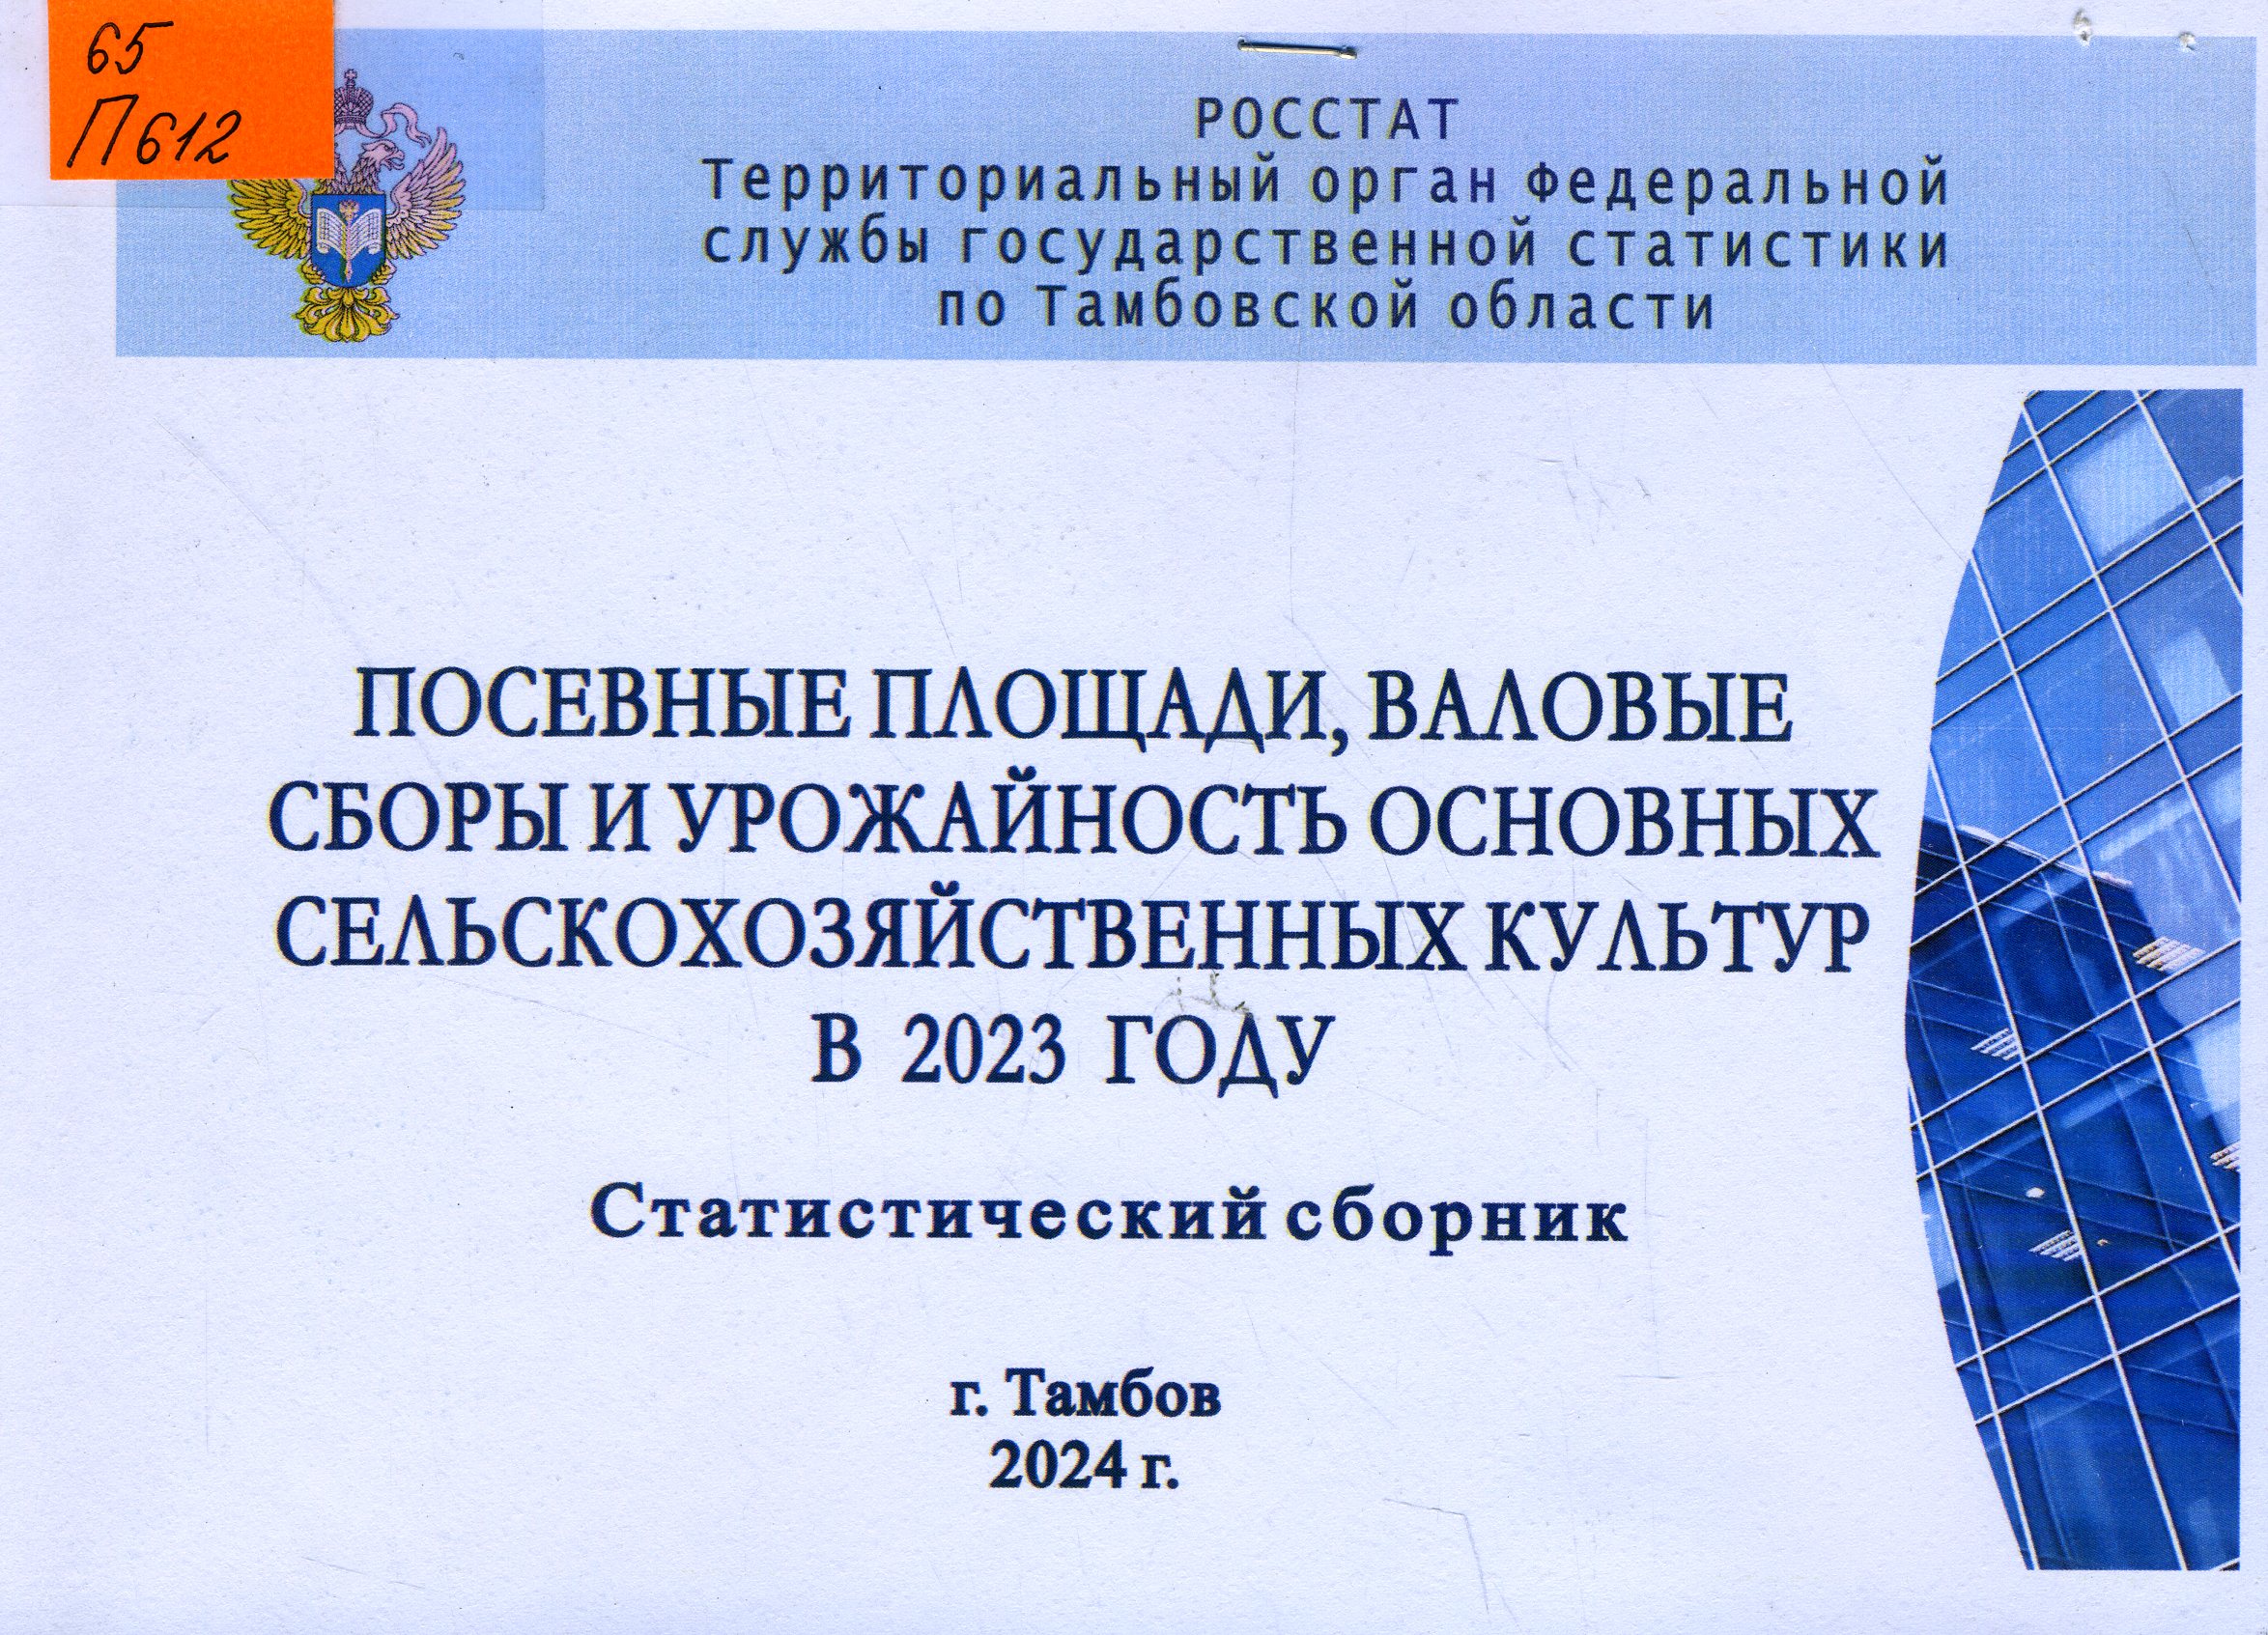 65
П612
РОССТАТ
Территориальный орган Федеральной
службы государственной статистики
по Тамбовской области
ПОСЕВНЫЕ ПЛОЩАДИ, ВАЛОВЫЕ
СБОРЫ И УРОЖАЙНОСТЬ ОСНОВНЫХ
СЕЛЬСКОХОЗЯЙСТВЕННЫХ КУЛЬТУР
В 2023 ГОДУ
Статистический сборник
г. Тамбов
2024 г.